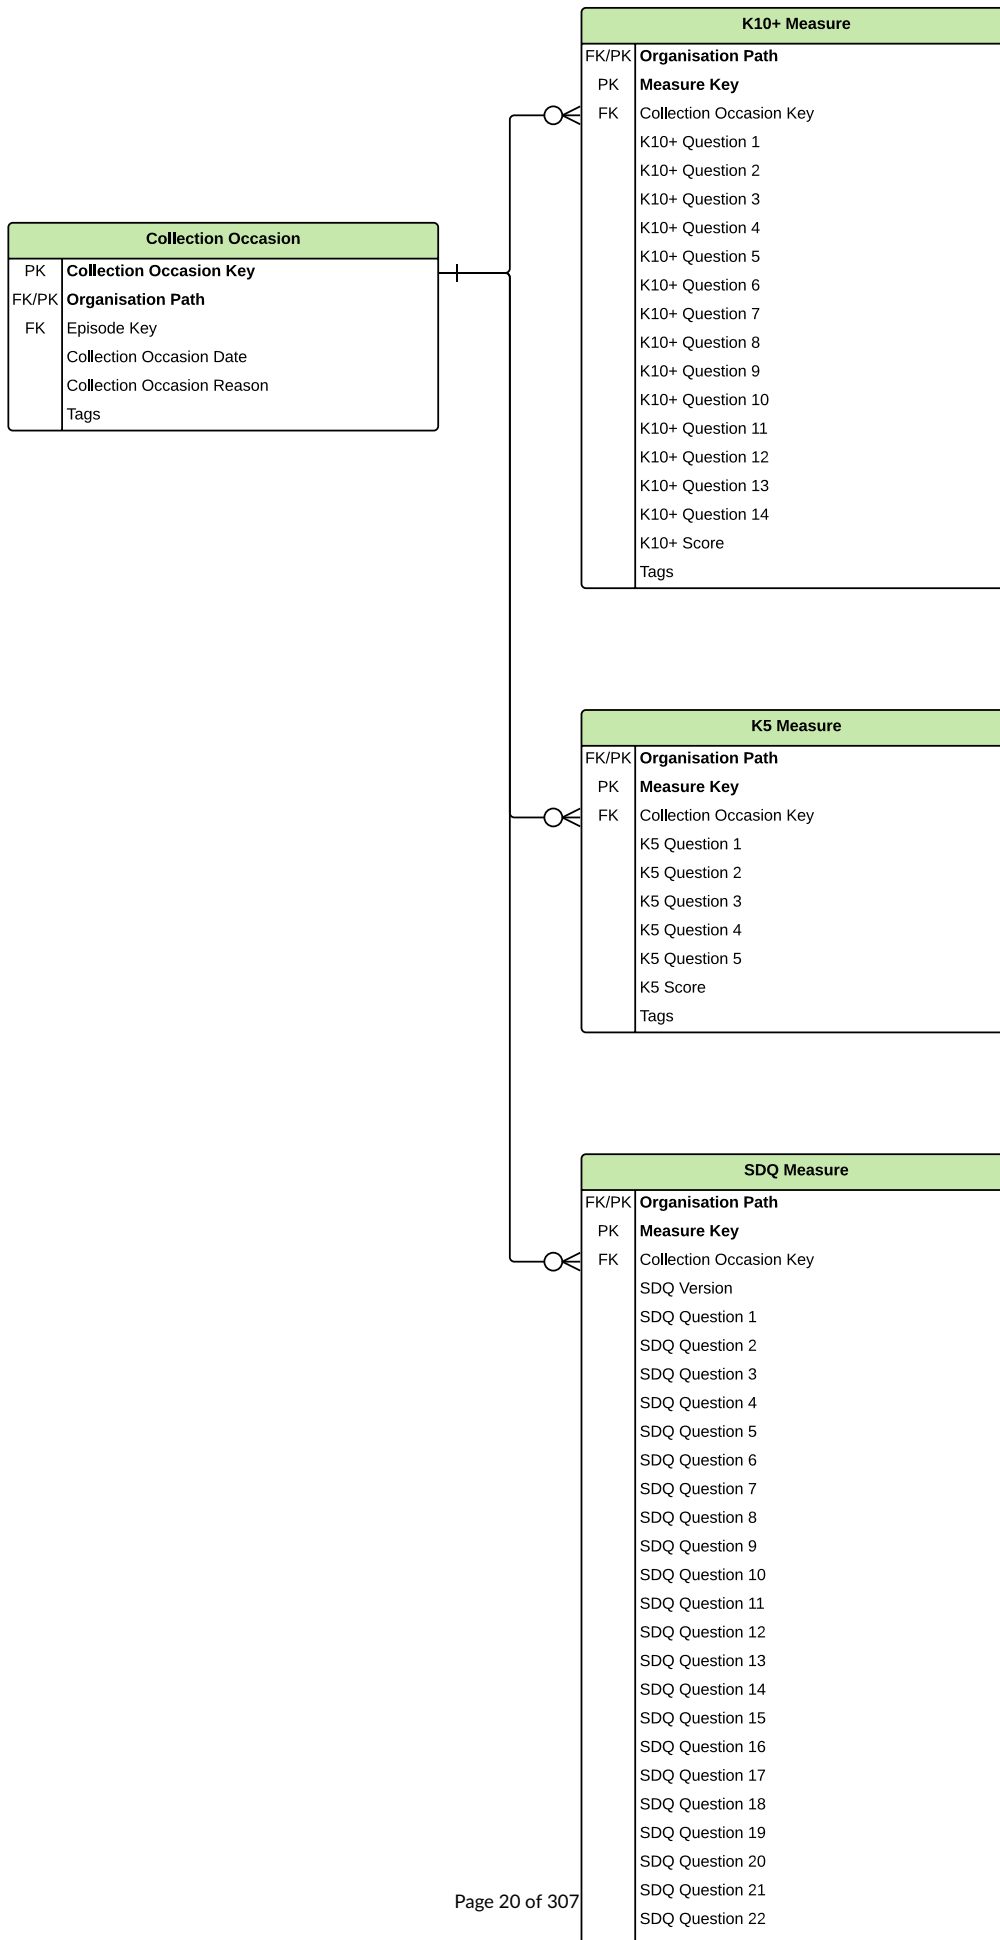 K10+ Measure
FK/PK Organisation Path
PK Measure Key
FK Collection Occasion Key
K10+ Question 1
K10+ Question 2
K10+ Question 3
K10+ Question 4
K10+ Question 5
K10+ Question 6
K10+ Question 7
K10+ Question 8
K10+ Question 9
K10+ Question 10
K10+ Question 11
K10+ Question 12
K10+ Question 13
K10+ Question 14
K10+ Score
Tags
Collection Occasion
PK Collection Occasion Key
FK/PK Organisation Path
FK Episode Key
Collection Occasion Date
Collection Occasion Reason
Tags
K5 Measure
FK/PK Organisation Path
PK Measure Key
FK Collection Occasion Key
K5 Question 1
K5 Question 2
K5 Question 3
K5 Question 4
K5 Question 5
K5 Score
Tags
SDQ Measure
FK/PK Organisation Path
PK Measure Key
FK Collection Occasion Key
SDQ Version
SDQ Question 1
SDQ Question 2
SDQ Question 3
SDQ Question 4
SDQ Question 5
SDQ Question 6
SDQ Question 7
SDQ Question 8
SDQ Question 9
SDQ Question 10
SDQ Question 11
SDQ Question 12
SDQ Question 13
SDQ Question 14
SDQ Question 15
SDQ Question 16
SDQ Question 17
SDQ Question 18
SDQ Question 19
SDQ Question 20
SDQ Question 21
SDQ Question 22
Page 20 of 307